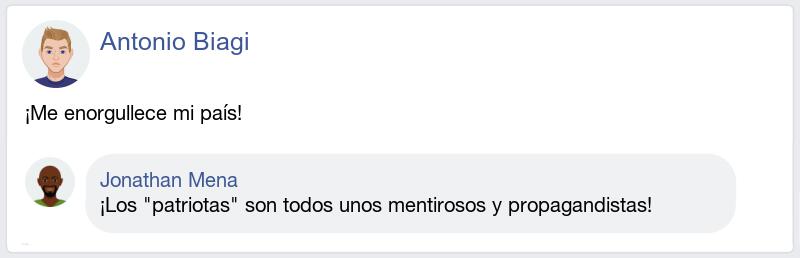 Antonio Biagi
¡Me enorgullece mi país!
Jonathan Mena
¡Los "patriotas" son todos unos mentirosos y propagandistas!